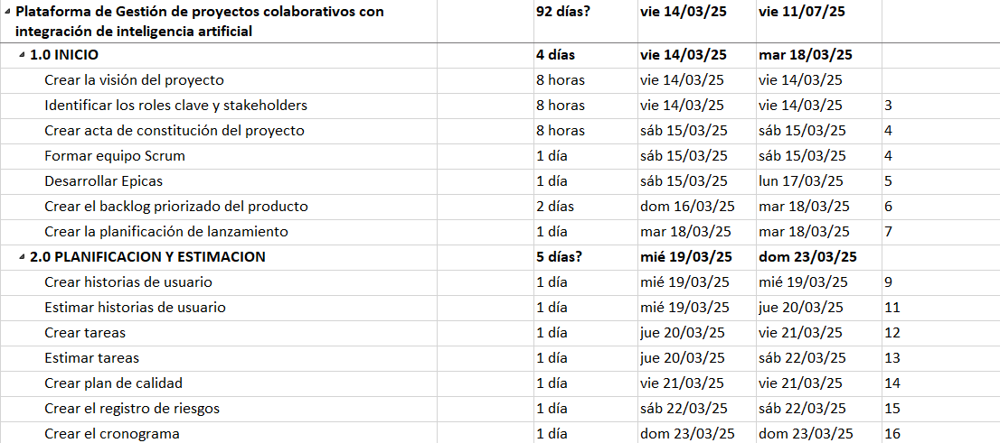 Plataforma de Gestión de proyectos colaborativos con integración de inteligencia artificial 92 días? vie 14/03/25 vie 11/07/25
1.0 INICIO 4 días vie 14/03/25 mar 18/03/25
Crear la visión del proyecto 8 horas vie 14/03/25 vie 14/03/25
Identificar los roles clave y stakeholders 8 horas vie 14/03/25 vie 14/03/25 3
Crear acta de constitución del proyecto 8 horas sáb 15/03/25 sáb 15/03/25 4
Formar equipo Scrum 1 día sáb 15/03/25 sáb 15/03/25 4
Desarrollar Epicas 1 día sáb 15/03/25 lun 17/03/25 5
Crear el backlog priorizado del producto 2 días dom 16/03/25 mar 18/03/25 6
Crear la planificación de lanzamiento 1 día mar 18/03/25 mar 18/03/25 7
2.0 PLANIFICACION Y ESTIMACION 5 días? mié 19/03/25 dom 23/03/25
Crear historias de usuario 1 día mié 19/03/25 mié 19/03/25 9
Estimar historias de usuario 1 día mié 19/03/25 jue 20/03/25 11
Crear tareas 1 día jue 20/03/25 vie 21/03/25 12
Estimar tareas 1 día jue 20/03/25 sáb 22/03/25 13
Crear plan de calidad 1 día vie 21/03/25 vie 21/03/25 14
Crear el registro de riesgos 1 día sáb 22/03/25 sáb 22/03/25 15
Crear el cronograma 1 día dom 23/03/25 dom 23/03/25 16